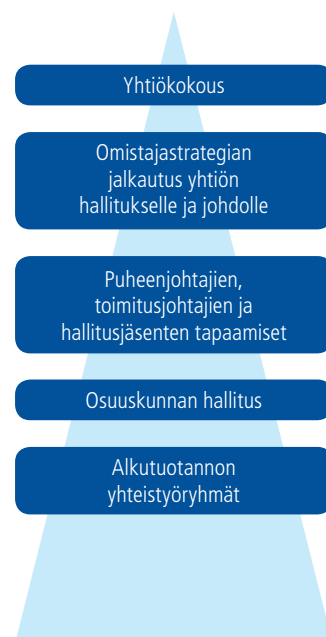 Yhtiökokous
Omistajastrategian
jalkautus yhtiön
hallitukselle ja johdolle
Puheenjohtajien,
toimitusjohtajien ja
hallitusjäsenten tapaamiset
Osuuskunnan hallitus
Alkutuotannon
yhteistyöryhmät